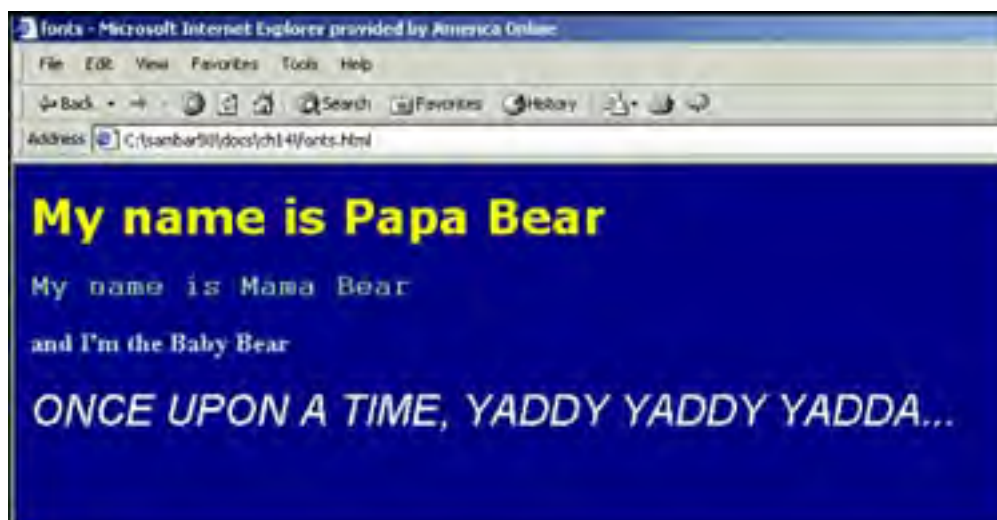 fonts - Microsoft Internet Explorer provided by America Online
File Edit View Favorites Tools Help
Back Search Favorites History
Address C:\sambar50\docs\ch14\fonts.html
My name is Papa Bear
My name is Mama Bear
and I'm the Baby Bear
ONCE UPON A TIME, YADDY YADDY YADDA...